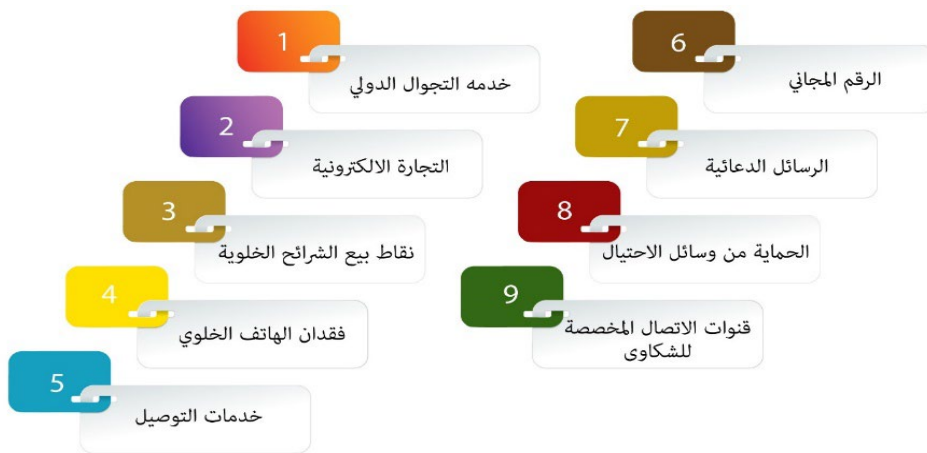 1
خدمه التجوال الدولي
2
التجارة الالكترونية
3
نقاط بيع الشرائح الخلوية
4
فقدان الهاتف الخلوي
5
خدمات التوصيل
6
الرقم المجاني
7
الرسائل الدعائية
8
الحماية من وسائل الاحتيال
9
قنوات الاتصال المخصصة
للشكاوى